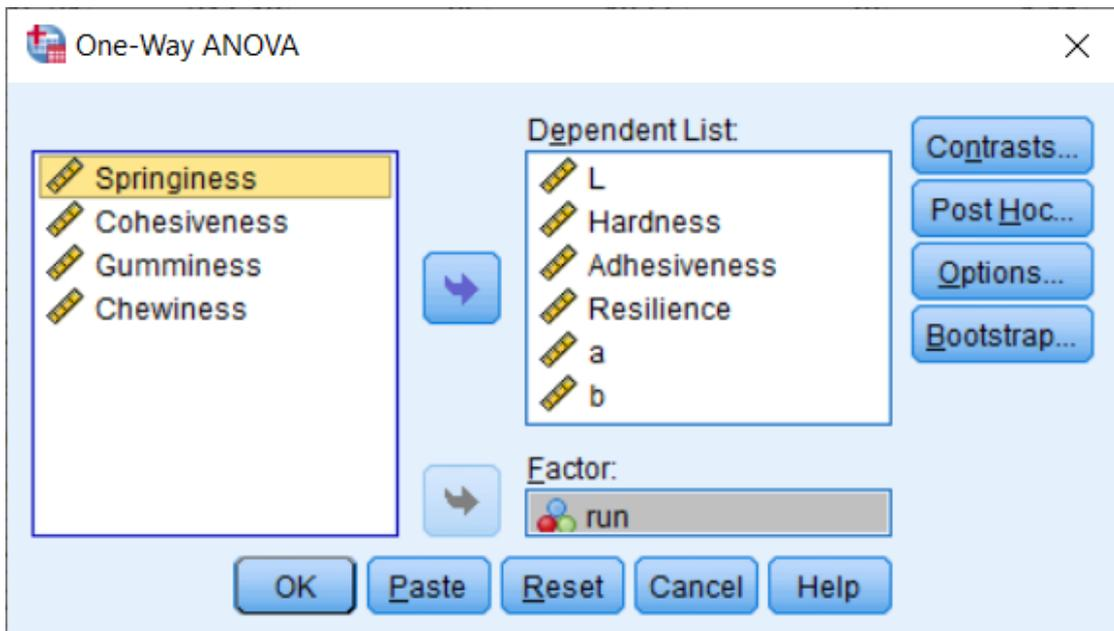 One-Way ANOVA
Springiness
Cohesiveness
Gumminess
Chewiness
Dependent List:
L
Hardness
Adhesiveness
Resilience
a
b
Factor:
run
Contrasts...
Post Hoc...
Options...
Bootstrap...
OK
Paste
Reset
Cancel
Help